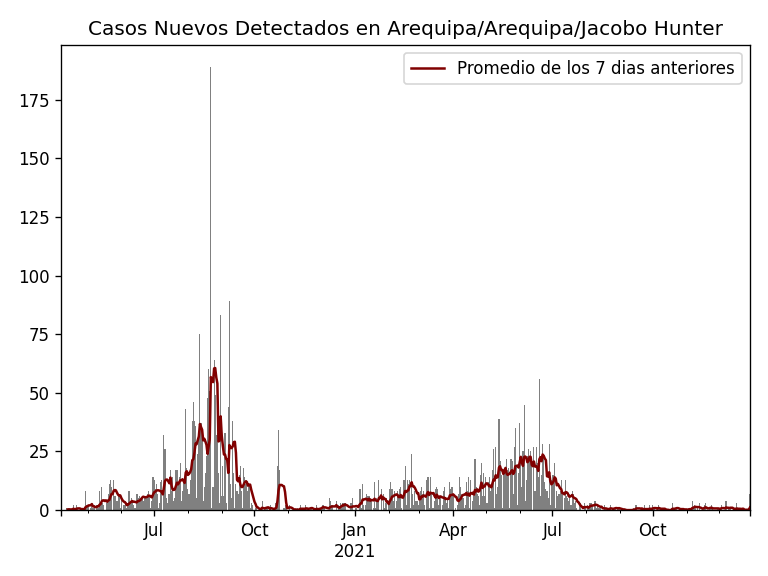 Casos Nuevos Detectados en Arequipa/Arequipa/Jacobo Hunter
Promedio de los 7 dias anteriores
175
150
125
100
75
50
25
0
Jul
Oct
Jan
2021
Apr
Jul
Oct